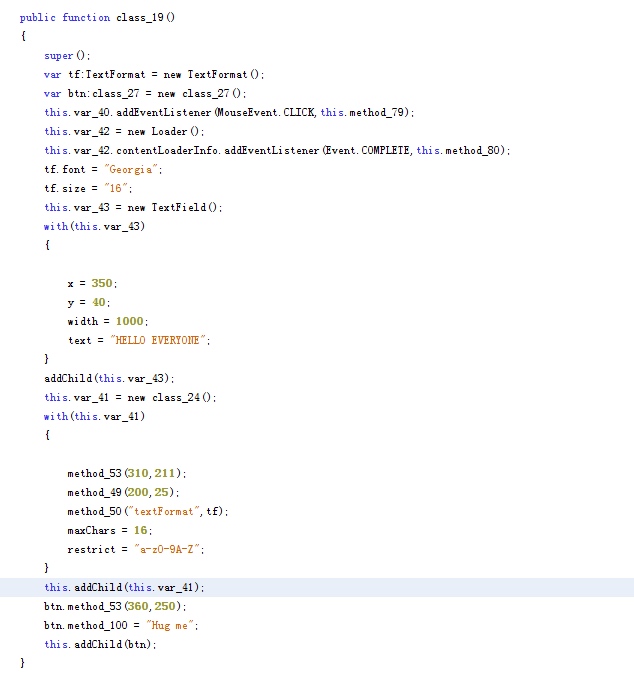 public function class_19()
{
super();
var tf:TextFormat = new TextFormat();
var btn:class_27 = new class_27();
this.var_40.addEventListener(MouseEvent.CLICK,this.method_79);
this.var_42 = new Loader();
this.var_42.contentLoaderInfo.addEventListener(Event.COMPLETE,this.method_80);
tf.font = "Georgia";
tf.size = "16";
this.var_43 = new TextField();
with(this.var_43)
{
x = 350;
y = 40;
width = 1000;
text = "HELLO EVERYONE";
}
addChild(this.var_43);
this.var_41 = new class_24();
with(this.var_41)
{
method_53(310,211);
method_49(200,25);
method_50("textFormat",tf);
maxChars = 16;
restrict = "a-z0-9A-Z";
}
this.addChild(this.var_41);
btn.method_53(360,250);
btn.method_100 = "Hug me";
this.addChild(btn);
}